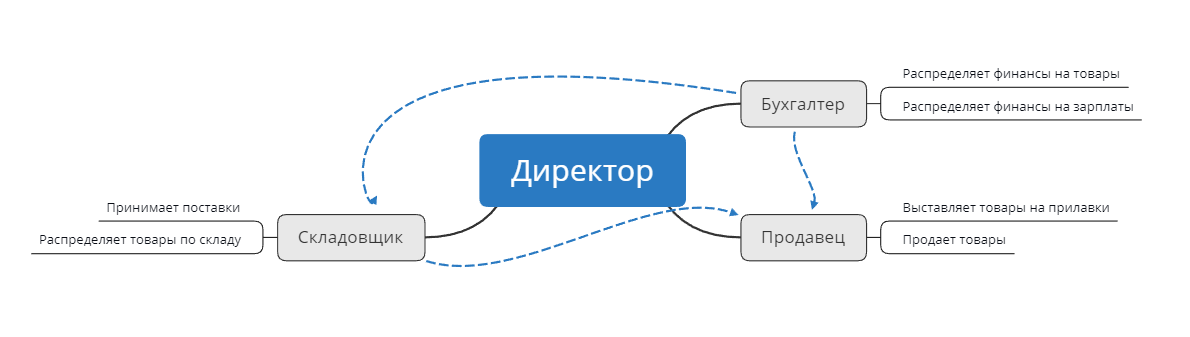 Директор
Бухгалтер
Распределяет финансы на товары
Распределяет финансы на зарплаты
Продавец
Выставляет товары на прилавки
Продает товары
Складовщик
Принимает поставки
Распределяет товары по складу